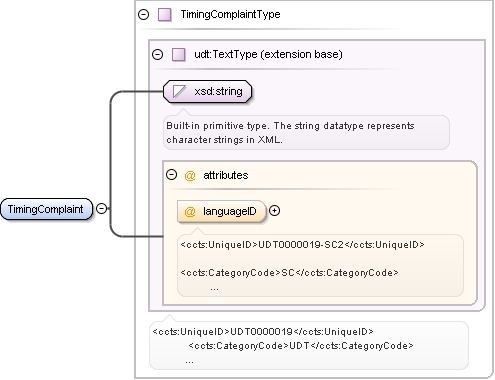 TimingComplaintType
udt:TextType (extension base)
xsd:string
Built-in primitive type. The string datatype represents
character strings in XML.
@ attributes
TimingComplaint
@ languageID
<ccts:UniqueID>UDT0000019-SC2</ccts:UniqueID>
<ccts:CategoryCode>SC</ccts:CategoryCode>
...
<ccts:UniqueID>UDT0000019</ccts:UniqueID>
<ccts:CategoryCode>UDT</ccts:CategoryCode>
...